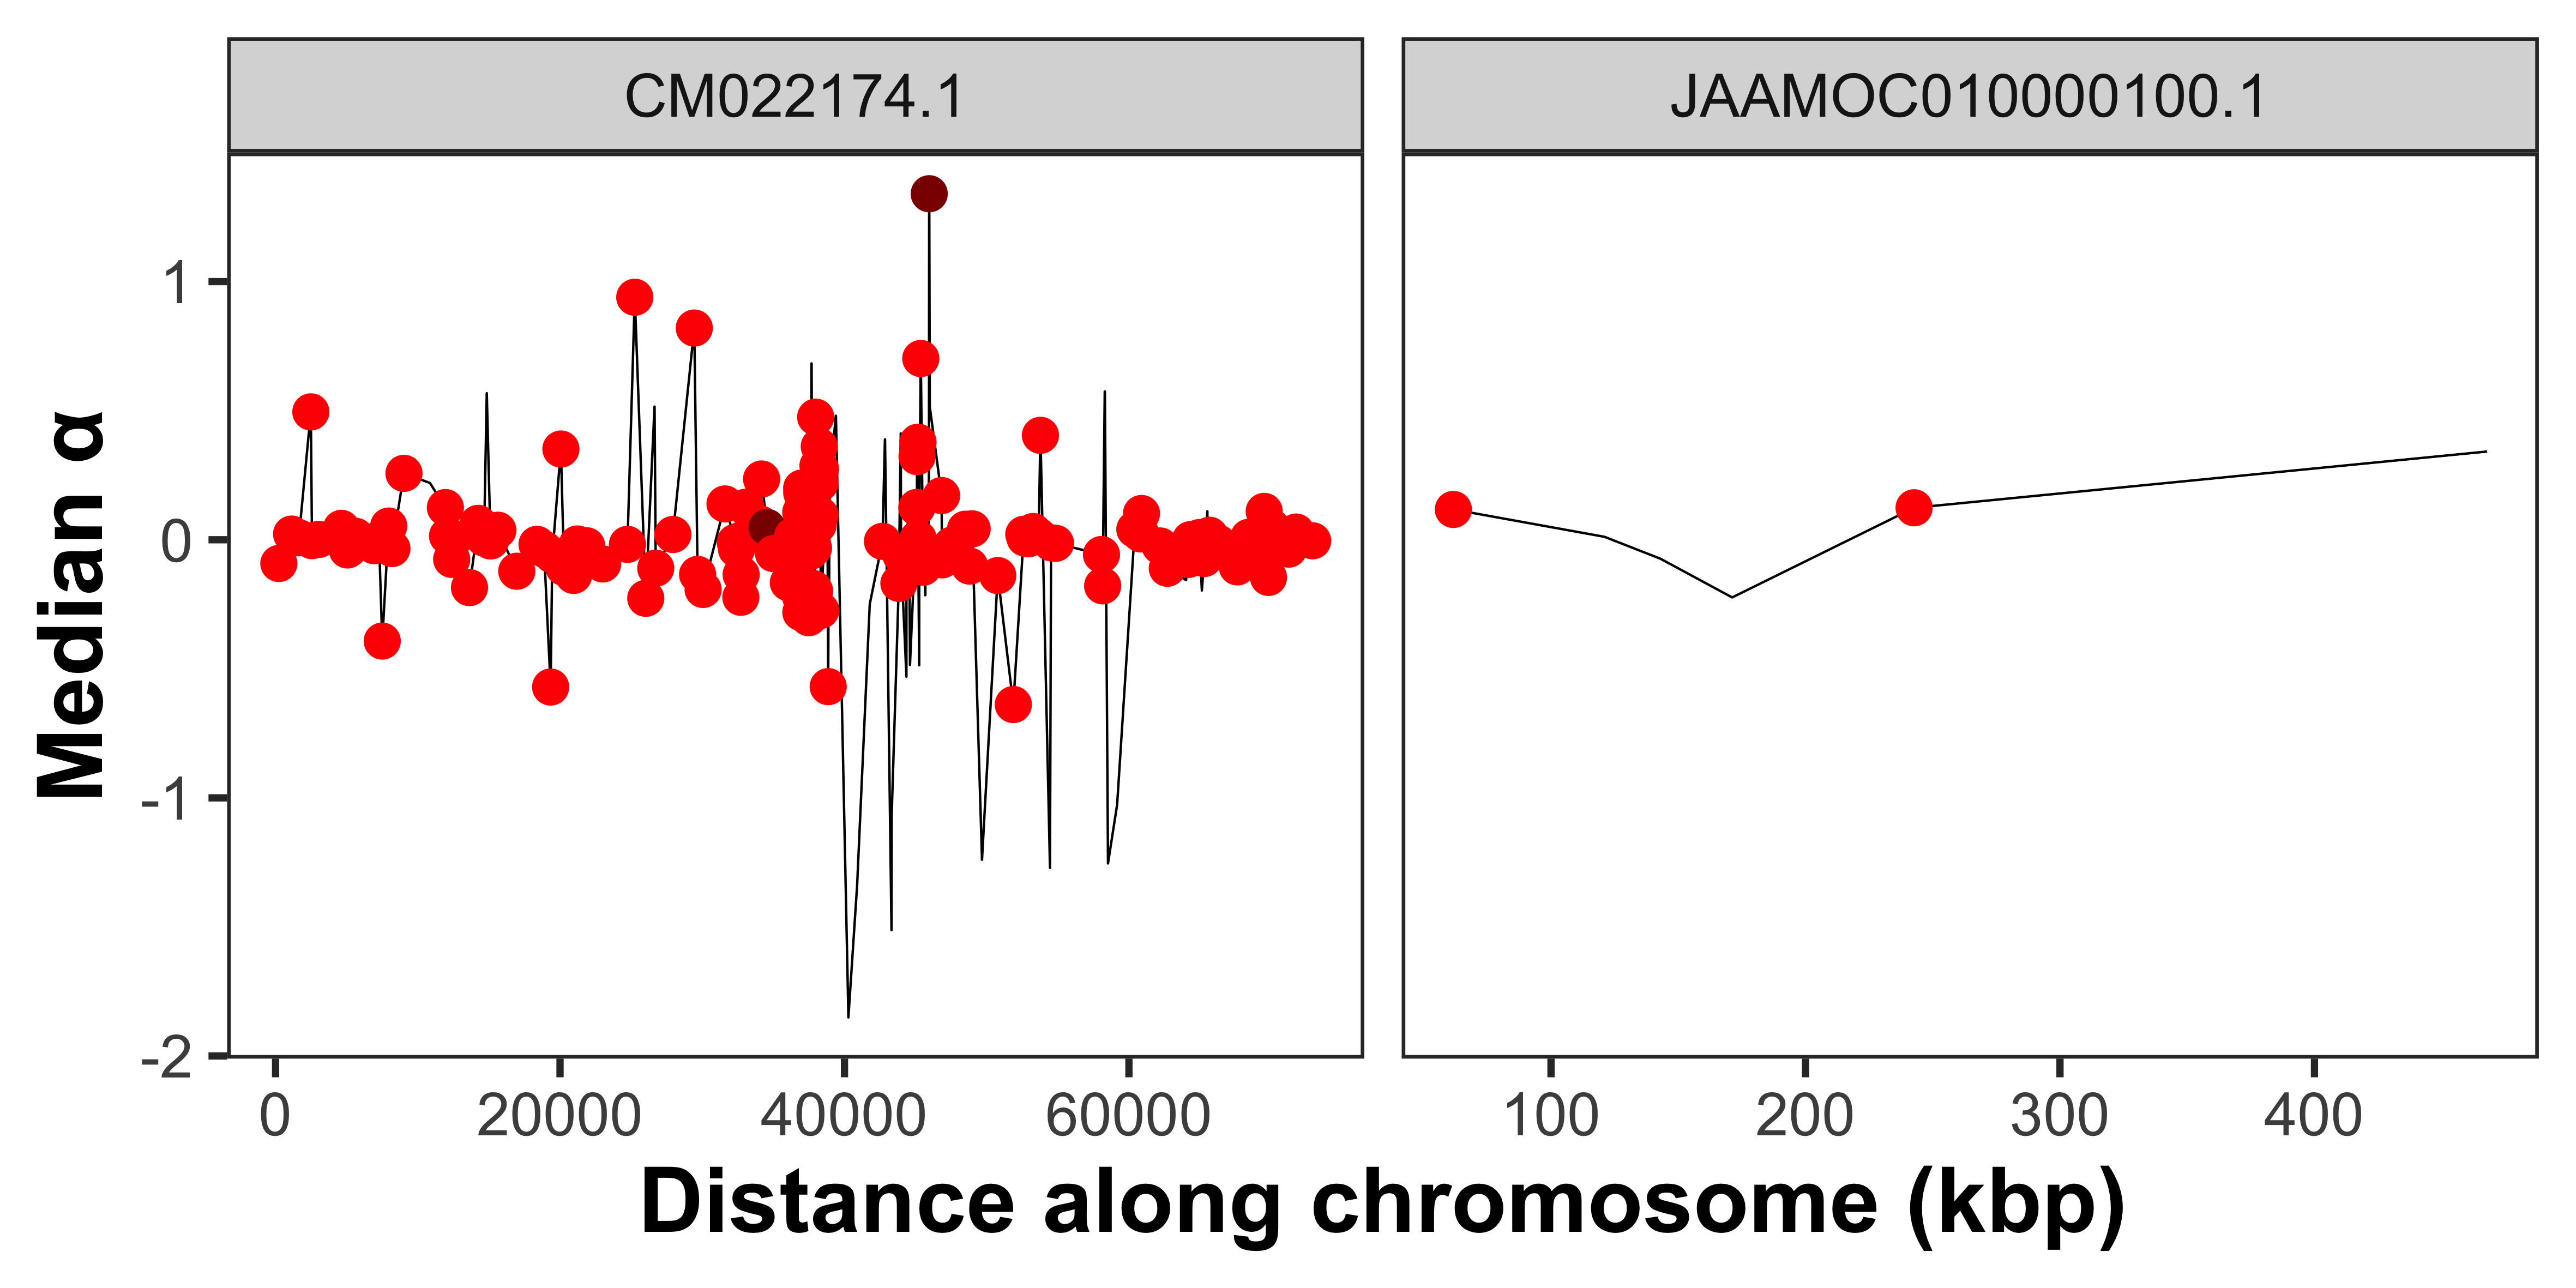 CM022174.1
JAAMOC010000100.1
Median α
1
0
-1
-2
0 20000 40000 60000
100 200 300 400
Distance along chromosome (kbp)